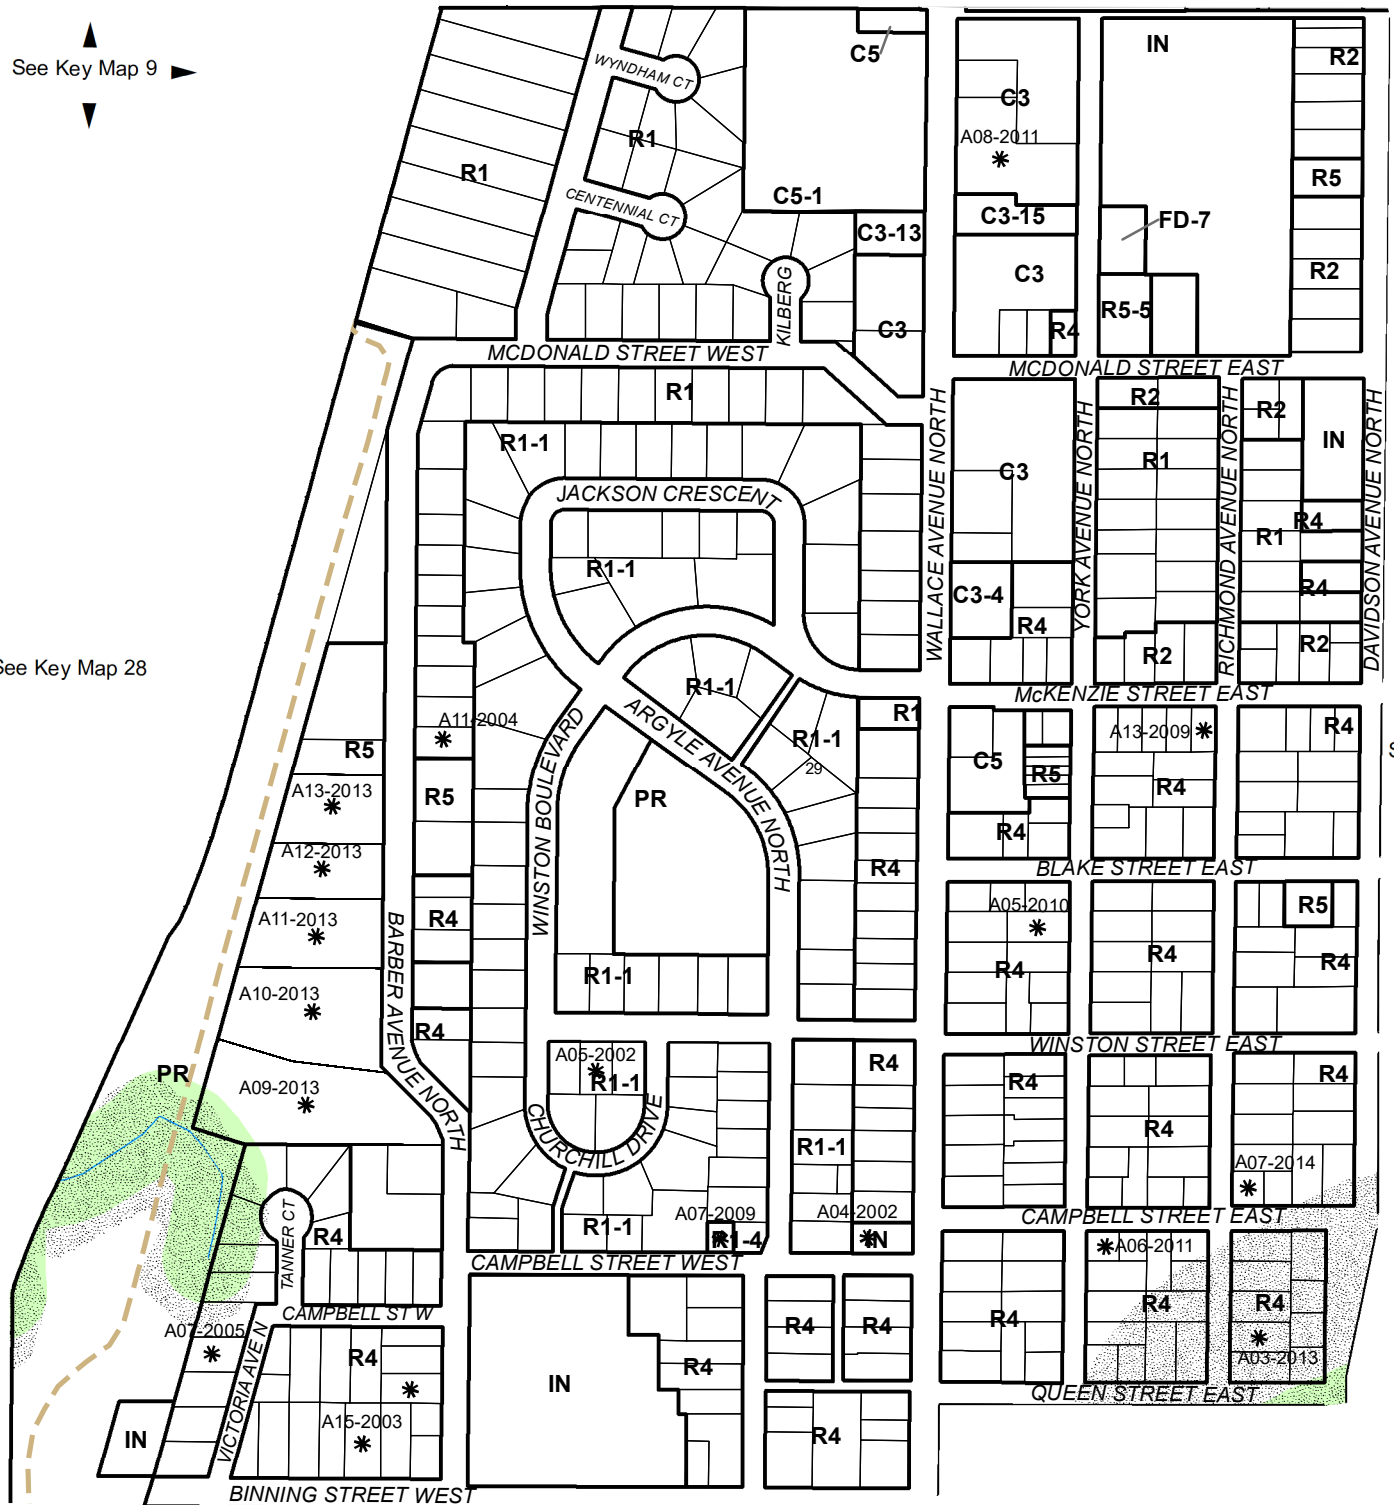 See Key Map 9
WYNDHAM CT
C5
IN
R2
C3
A08-2011
R1
R1
R5
C5-1
CENTENNIAL CT
C3-15
FD-7
C3-13
KILBERG
C3
R2
R5-5
C3
R4
MCDONALD STREET WEST
MCDONALD STREET EAST
R1
R2
R2
R1-1
IN
WALLACE AVENUE NORTH
YORK AVENUE NORTH
RICHMOND AVENUE NORTH
DAVIDSON AVENUE NORTH
R1
C3
JACKSON CRESCENT
R4
R1
R1-1
R4
C3-4
R4
R2
R2
See Key Map 28
R1-1
McKENZIE STREET EAST
ARGYLE AVENUE NORTH
R1
A11-2004
WINSTON BOULEVARD
R1-1
R4
A13-2009
R5
C5
29
R5
R4
A13-2013
R5
PR
R4
A12-2013
R4
BLAKE STREET EAST
A11-2013
BARBER AVENUE NORTH
R4
A05-2010
R5
R4
R4
R4
R1-1
A10-2013
R4
WINSTON STREET EAST
A05-2002
R4
PR
R1-1
R4
R4
A09-2013
CHURCHILL DRIVE
R4
R1-1
A07-2014
TANNER CT
R4
R1-1
A07-2009
A04-2002
CAMPBELL STREET EAST
R1-4
IN
A06-2011
CAMPBELL STREET WEST
R4
R4
CAMPBELL ST W
R4
R4
R4
A07-2005
VICTORIA AVE N
R4
A03-2013
R4
IN
QUEEN STREET EAST
A15-2003
IN
R4
BINNING STREET WEST